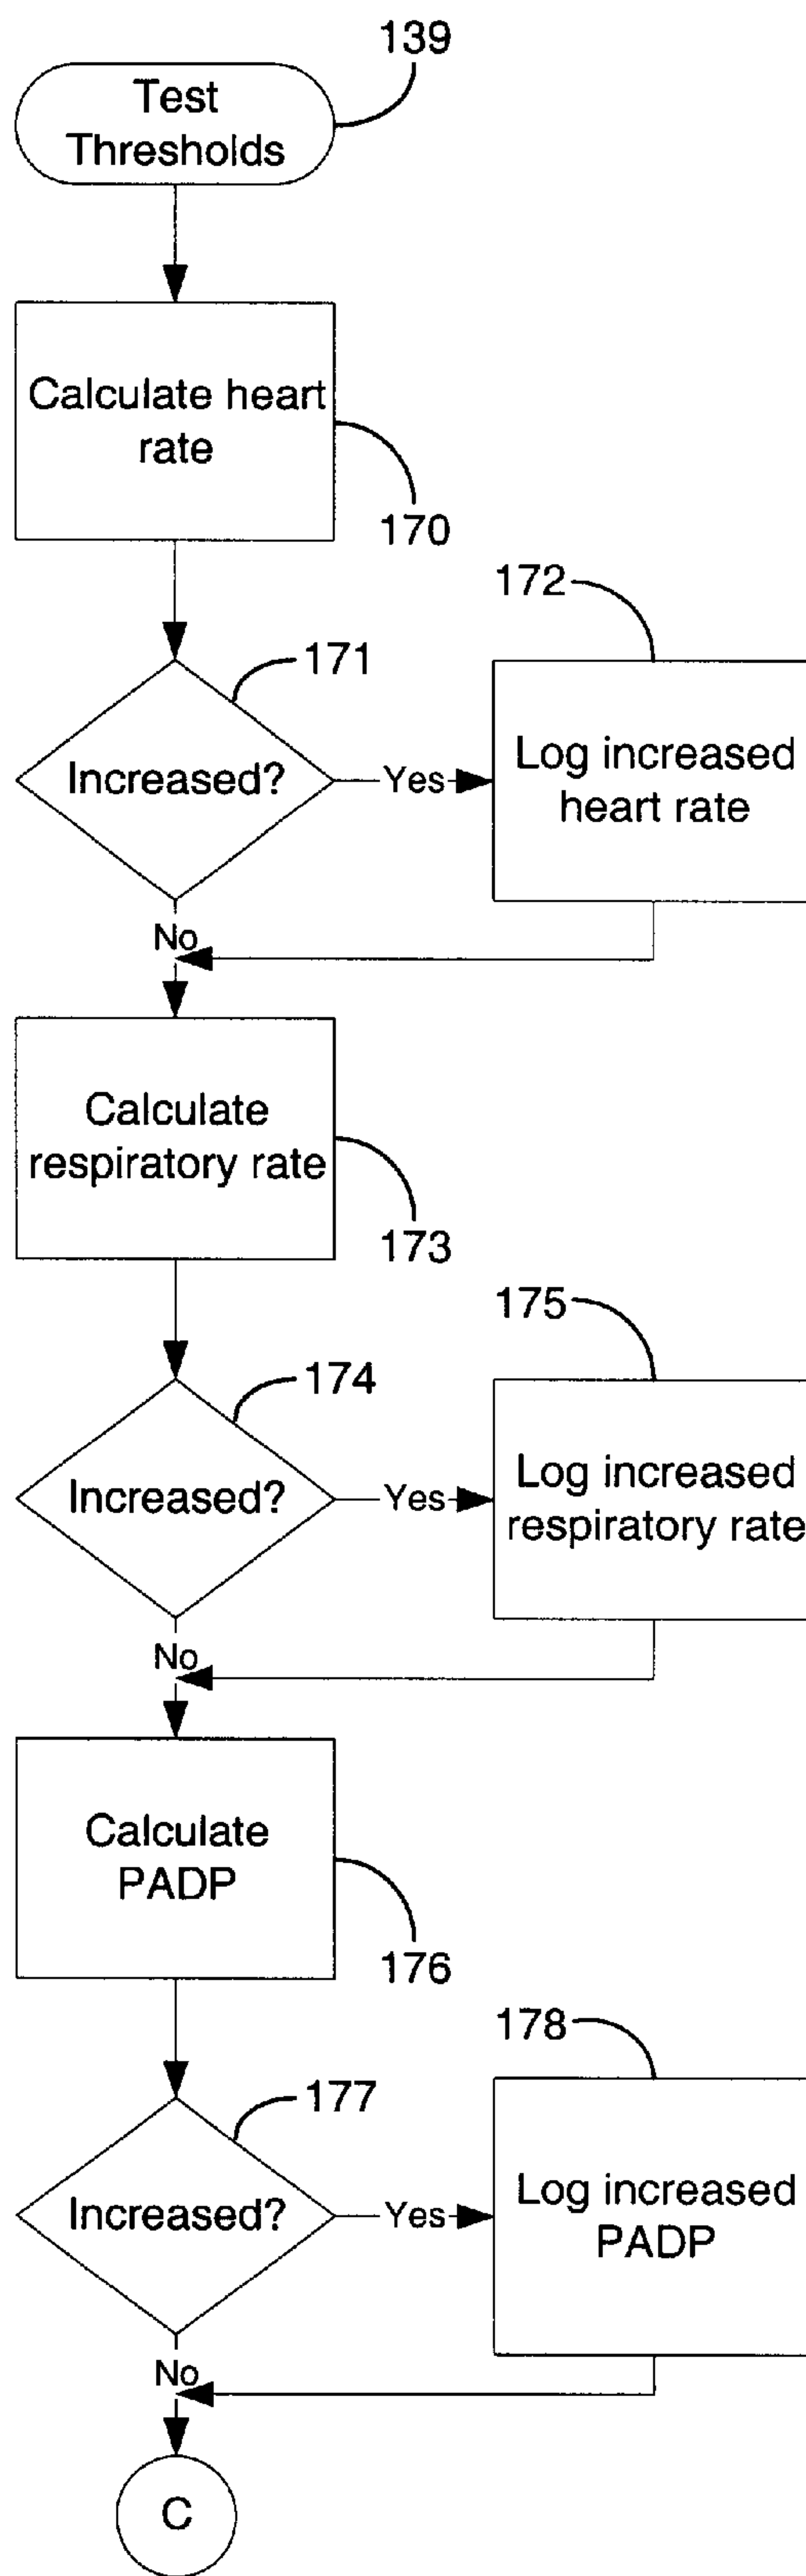 139
Test
Thresholds
Calculate heart
rate
170
171
172
Increased?
Yes
Log increased
heart rate
No
Calculate
respiratory rate
173
174
175
Increased?
Yes
Log increased
respiratory rate
No
Calculate
PADP
176
177
178
Increased?
Yes
Log increased
PADP
No
C